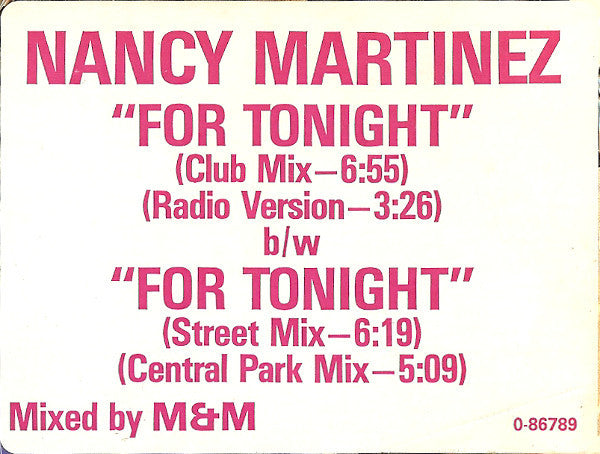 NANCY MARTINEZ
“FOR TONIGHT”
(Club Mix—6:55)
(Radio Version—3:26)
b/w
“FOR TONIGHT”
(Street Mix—6:19)
(Central Park Mix—5:09)
Mixed by M&M
0-86789